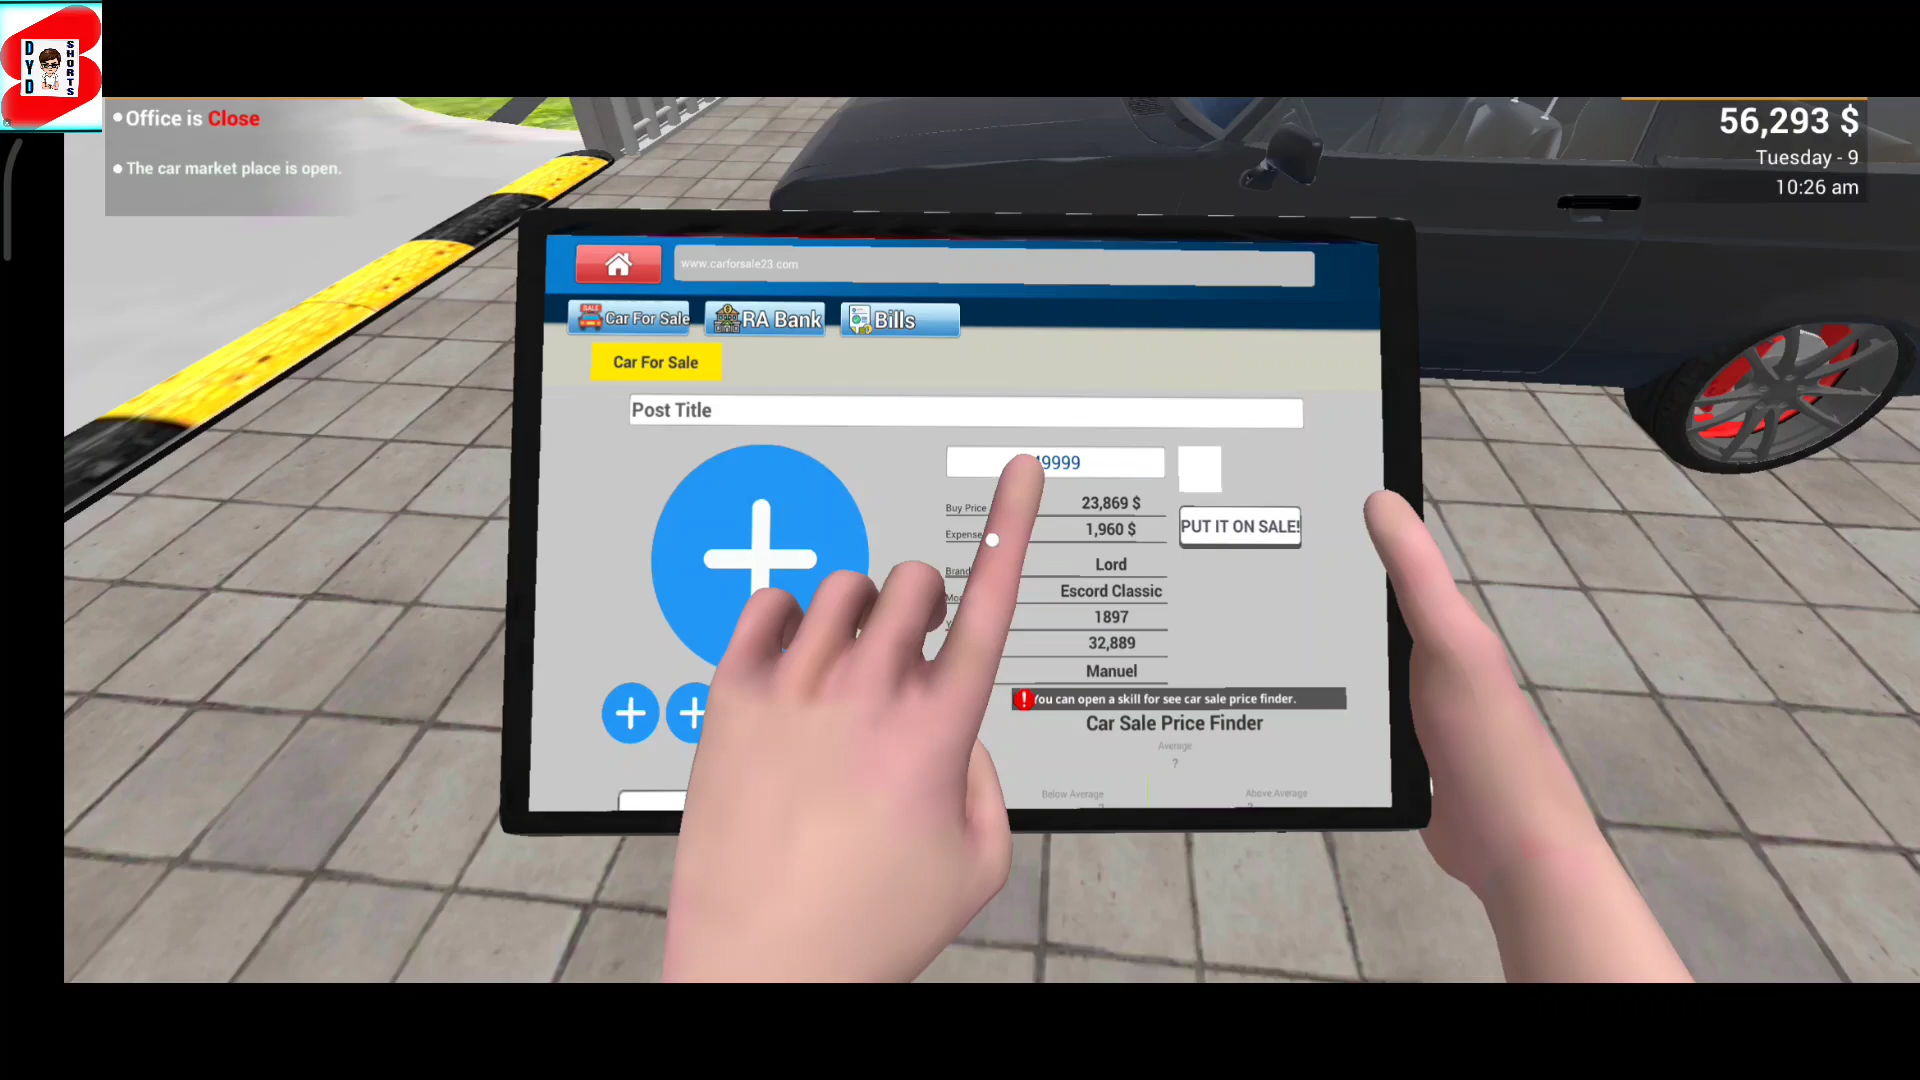 DYD
SHORTS
Office is Close
The car market place is open.
56,293 $
Tuesday - 9
10:26 am
www.carforsale23.com
SALE
Car For Sale
RA Bank
Bills
Car For Sale
Post Title
49999
Buy Price 23,869 $
Expense 1,960 $
Brand Lord
Escord Classic
1897
32,889
Manuel
PUT IT ON SALE!
You can open a skill for see car sale price finder.
Car Sale Price Finder
Average
?
Below Average
Above Average